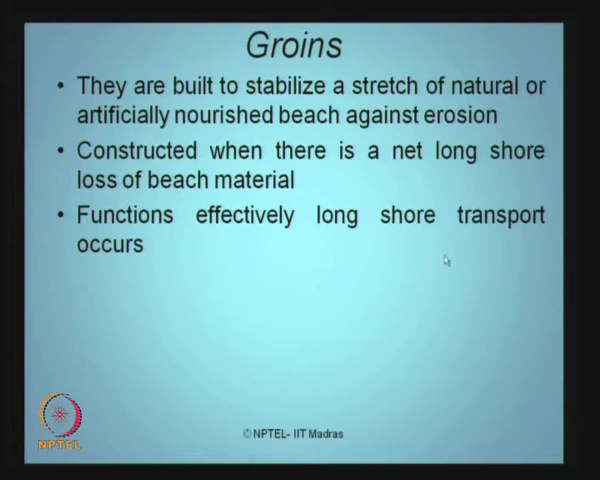 Groins
• They are built to stabilize a stretch of natural or
artificially nourished beach against erosion
• Constructed when there is a net long shore
loss of beach material
• Functions effectively long shore transport
occurs
NPTEL
© NPTEL- IIT Madras